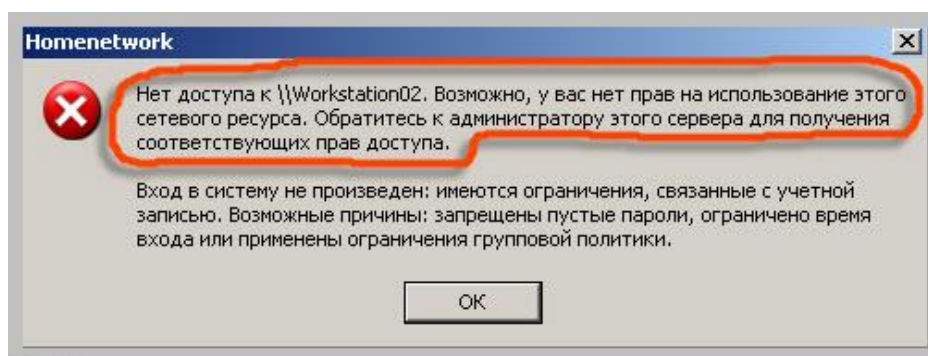 Homenetwork
Нет доступа к \\Workstation02. Возможно, у вас нет прав на использование этого
сетевого ресурса. Обратитесь к администратору этого сервера для получения
соответствующих прав доступа.
Вход в систему не произведен: имеются ограничения, связанные с учетной
записью. Возможные причины: запрещены пустые пароли, ограничено время
входа или применены ограничения групповой политики.
ОК